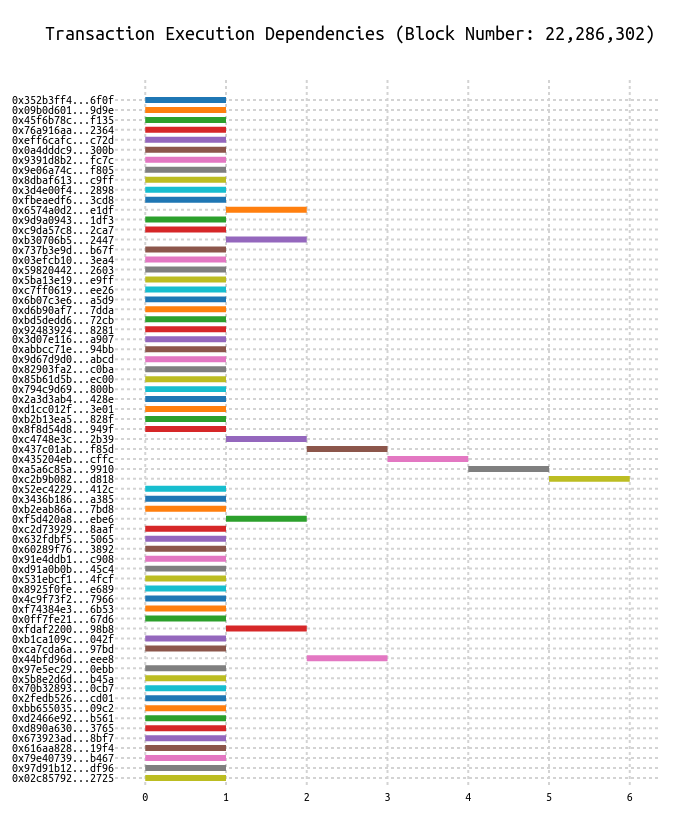 Transaction Execution Dependencies (Block Number: 22,286,302)
0x352b3ff4...6f0f
0x09b0d601...9d9e
0x45f6b78c...f135
0x76a916aa...2364
0xeff6cafc...c72d
0x0a4dddc9...300b
0x9391d8b2...fc7c
0x9e06a74c...f805
0x8dbaf613...c9ff
0x3d4e00f4...2898
0xfbeaedf6...3cd8
0x6574a0d2...e1df
0x9d9a0943...1df3
0xc9da57c8...2ca7
0xb30706b5...2447
0x737b3e9d...b67f
0x03efcb10...3ea4
0x59820442...2603
0x5ba13e19...e9ff
0xc7ff0619...ee26
0x6b07c3e6...a5d9
0xd6b90af7...7dda
0xbd5dedd6...72cb
0x92483924...8281
0x3d07e116...a907
0xabbcc71e...94bb
0x9d67d9d0...abcd
0x82903fa2...c0ba
0x85b61d5b...ec00
0x794c9d69...800b
0x2a3d3ab4...428e
0xd1cc012f...3e01
0xb2b13ea5...828f
0x8f8d54d8...949f
0xc4748e3c...2b39
0x437c01ab...f85d
0x435204eb...cffc
0xa5a6c85a...9910
0xc2b9b082...d818
0x52ec4229...412c
0x3436b186...a385
0xb2eab86a...7bd8
0xf5d420a8...ebe6
0xc2d73929...8aaf
0x632fdbf5...5065
0x60289f76...3892
0x91e4ddb1...c908
0xd91a0b0b...45c4
0x531ebcf1...4fcf
0x8925f0fe...e689
0x4c9f73f2...7966
0xf74384e3...6b53
0x0ff7fe21...67d6
0xfdaf2200...98b8
0xb1ca109c...042f
0xca7cda6a...97bd
0x44bfd96d...eee8
0x97e5ec29...0ebb
0x5b8e2d6d...b45a
0x70b32893...0cb7
0x2fedb526...cd01
0xbb655035...09c2
0xd2466e92...b561
0xd890a630...3765
0x673923ad...8bf7
0x616aa828...19f4
0x79e40739...b467
0x97d91b12...df96
0x02c85792...2725
0 1 2 3 4 5 6